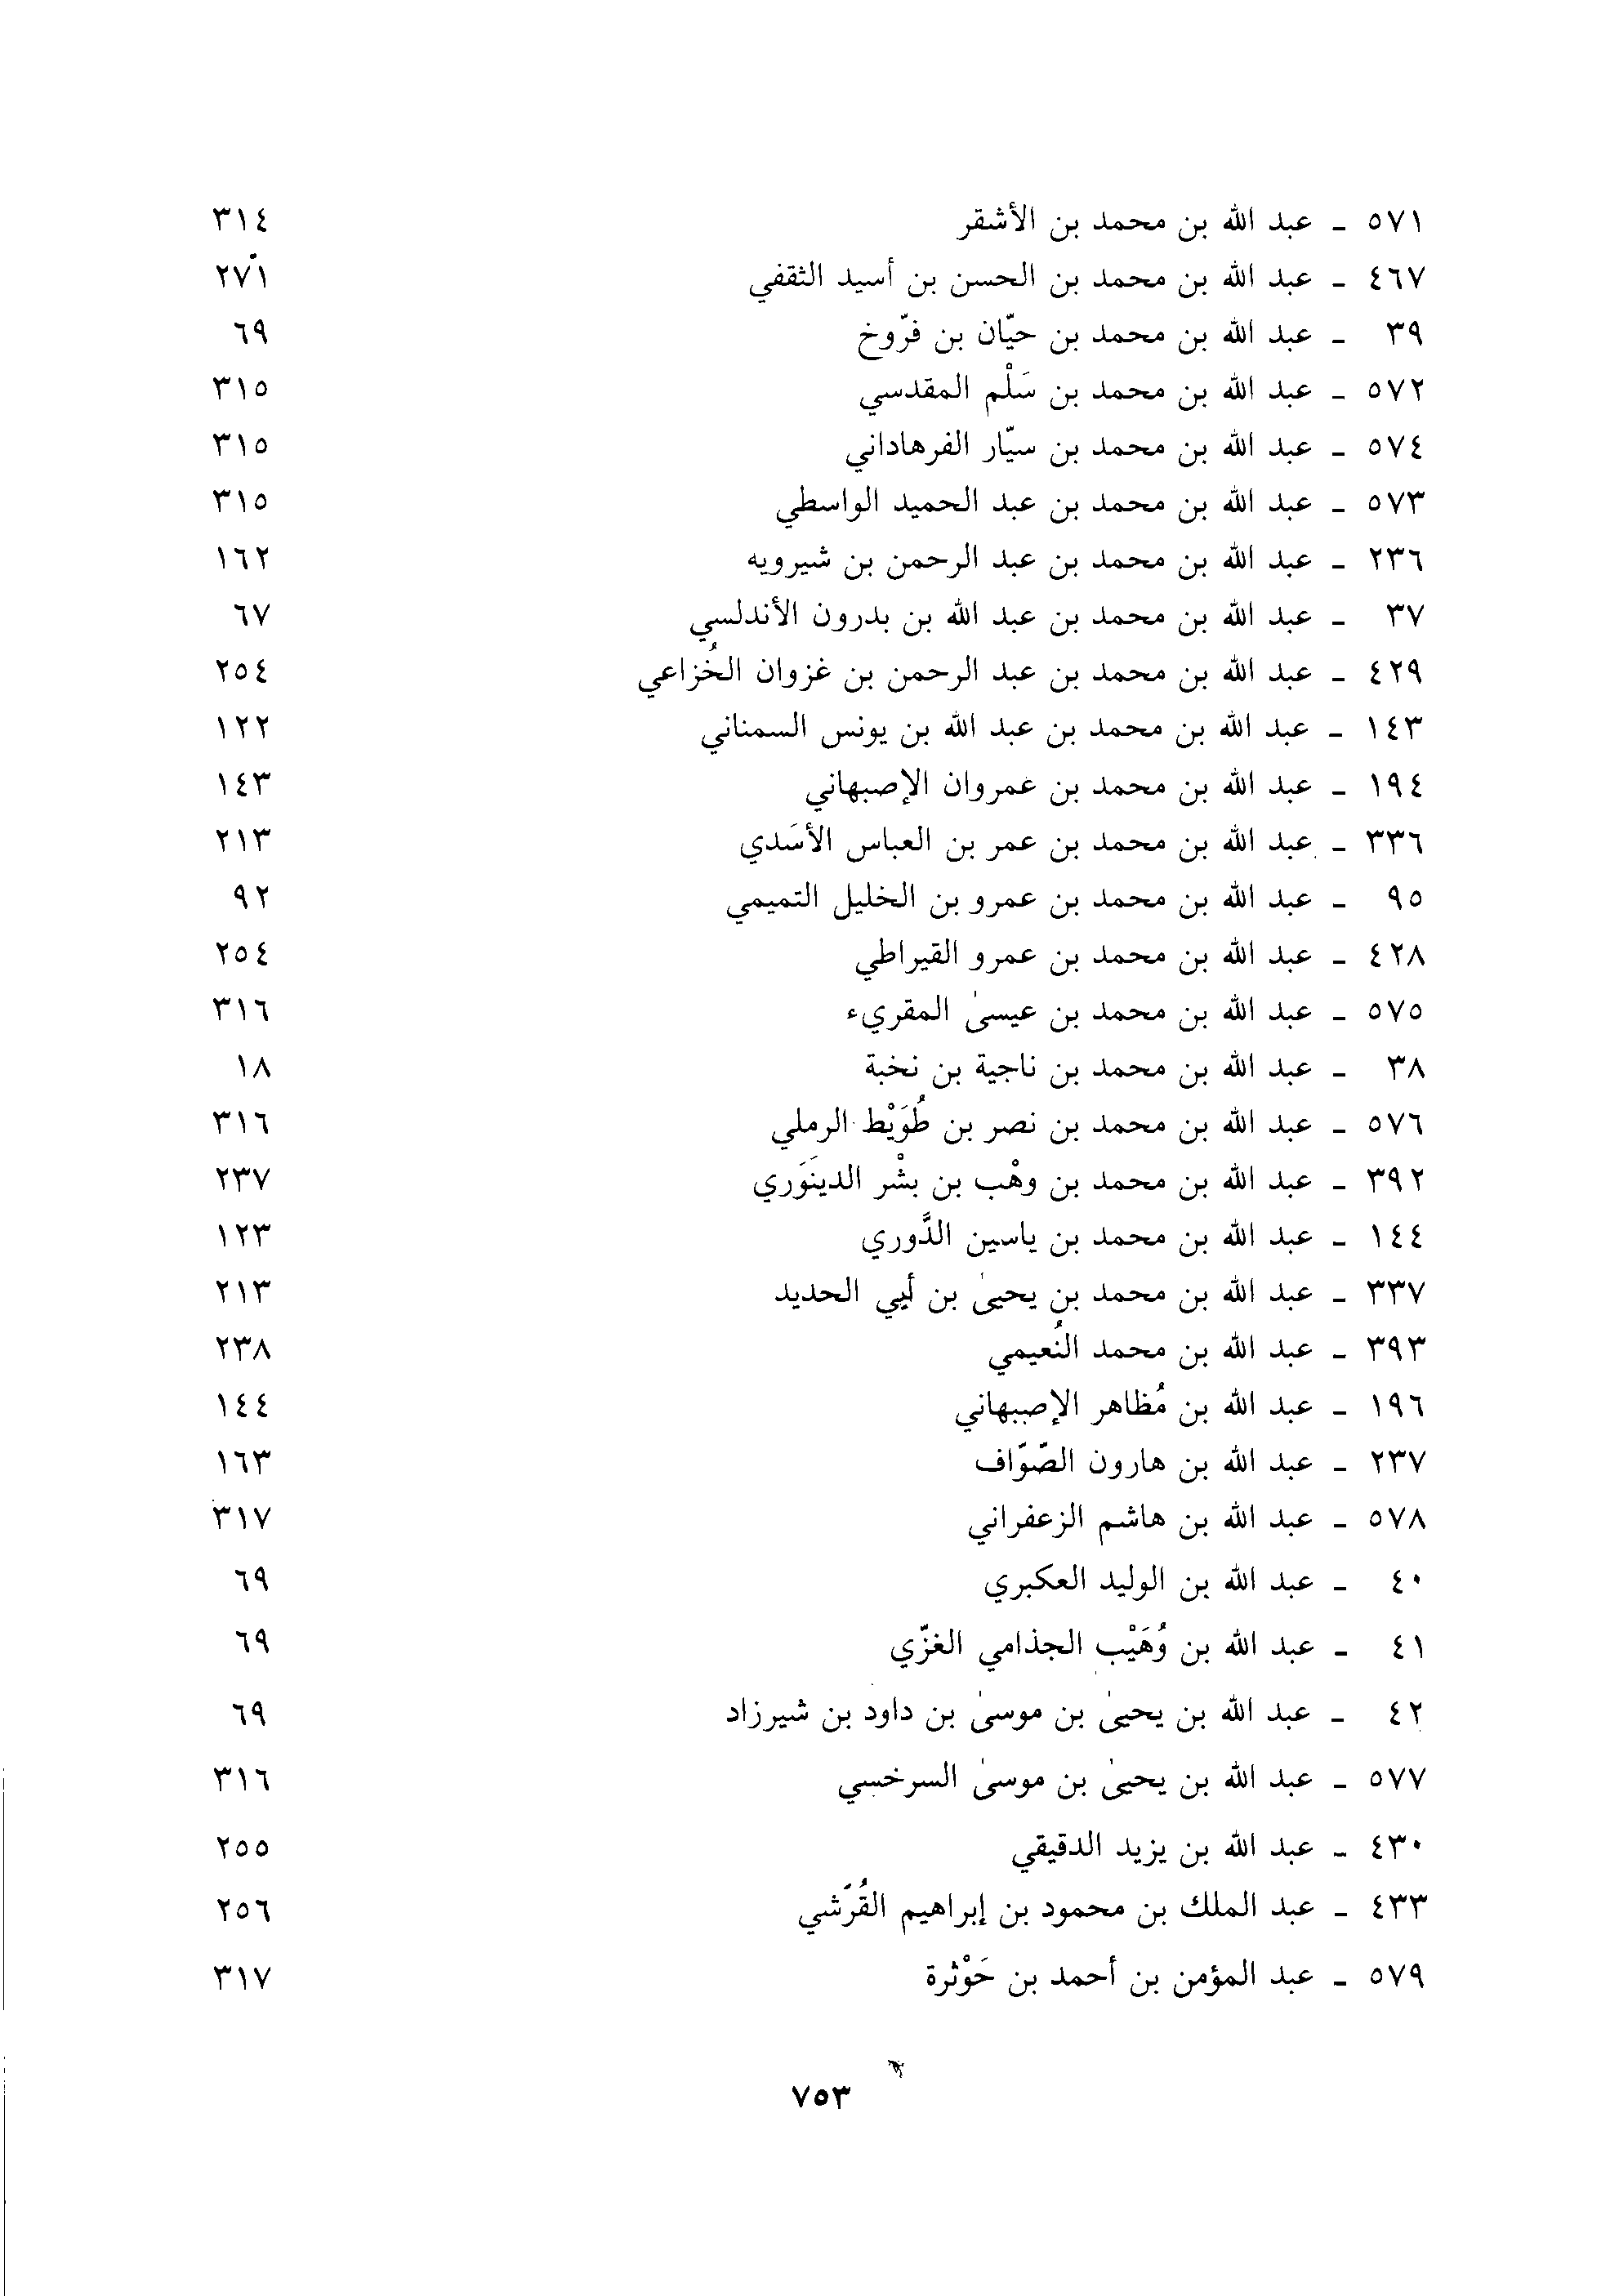 ٥٧١ ـ عبد الله بن محمد بن الأشقر ٣١٤
٤٦٧ ـ عبد الله بن محمد بن الحسن بن أسيد الثقفي ٢٧١
٣٩ ـ عبد الله بن محمد بن حيّان بن فرّوخ ٦٩
٥٧٢ ـ عبد الله بن محمد بن سَلْم المقدسي ٣١٥
٥٧٤ ـ عبد الله بن محمد بن سيّار الفرهاداني ٣١٥
٥٧٣ ـ عبد الله بن محمد بن عبد الحميد الواسطي ٣١٥
٢٣٦ ـ عبد الله بن محمد بن عبد الرحمن بن شيرويه ١٦٢
٣٧ ـ عبد الله بن محمد بن عبد الله بن بدرون الأندلسي ٦٧
٤٢٩ ـ عبد الله بن محمد بن عبد الرحمن بن غزوان الخُزاعي ٢٥٤
١٤٣ ـ عبد الله بن محمد بن عبد الله بن يونس السمناني ١٢٢
١٩٤ ـ عبد الله بن محمد بن عمروان الإصبهاني ١٤٣
٣٣٦ ـ عبد الله بن محمد بن عمر بن العباس الأسَدي ٢١٣
٩٥ ـ عبد الله بن محمد بن عمرو بن الخليل التميمي ٩٢
٤٢٨ ـ عبد الله بن محمد بن عمرو القيراطي ٢٥٤
٥٧٥ ـ عبد الله بن محمد بن عيسىٰ المقريء ٣١٦
٣٨ ـ عبد الله بن محمد بن ناجية بن نخبة ١٨
٥٧٦ ـ عبد الله بن محمد بن نصر بن طُوَيْط الرملي ٣١٦
٣٩٢ ـ عبد الله بن محمد بن وهْب بن بشْر الدينَوَري ٢٣٧
١٤٤ ـ عبد الله بن محمد بن ياسين الدَّوري ١٢٣
٣٣٧ ـ عبد الله بن محمد بن يحيىٰ بن أبي الحديد ٢١٣
٣٩٣ ـ عبد الله بن محمد النُعيمي ٢٣٨
١٩٦ ـ عبد الله بن مُظاهر الإصبهاني ١٤٤
٢٣٧ ـ عبد الله بن هارون الصّوّاف ١٦٣
٥٧٨ ـ عبد الله بن هاشم الزعفراني ٣١٧
٤٠ ـ عبد الله بن الوليد العكبري ٦٩
٤١ ـ عبد الله بن وُهَيْب الجذامي الغزّي ٦٩
٤٢ ـ عبد الله بن يحيىٰ بن موسىٰ بن داود بن شيرزاد ٦٩
٥٧٧ ـ عبد الله بن يحيىٰ بن موسىٰ السرخسي ٣١٦
٤٣٠ ـ عبد الله بن يزيد الدقيقي ٢٥٥
٤٣٣ ـ عبد الملك بن محمود بن إبراهيم القُرَشي ٢٥٦
٥٧٩ ـ عبد المؤمن بن أحمد بن حَوْثرة ٣١٧
٧٥٣